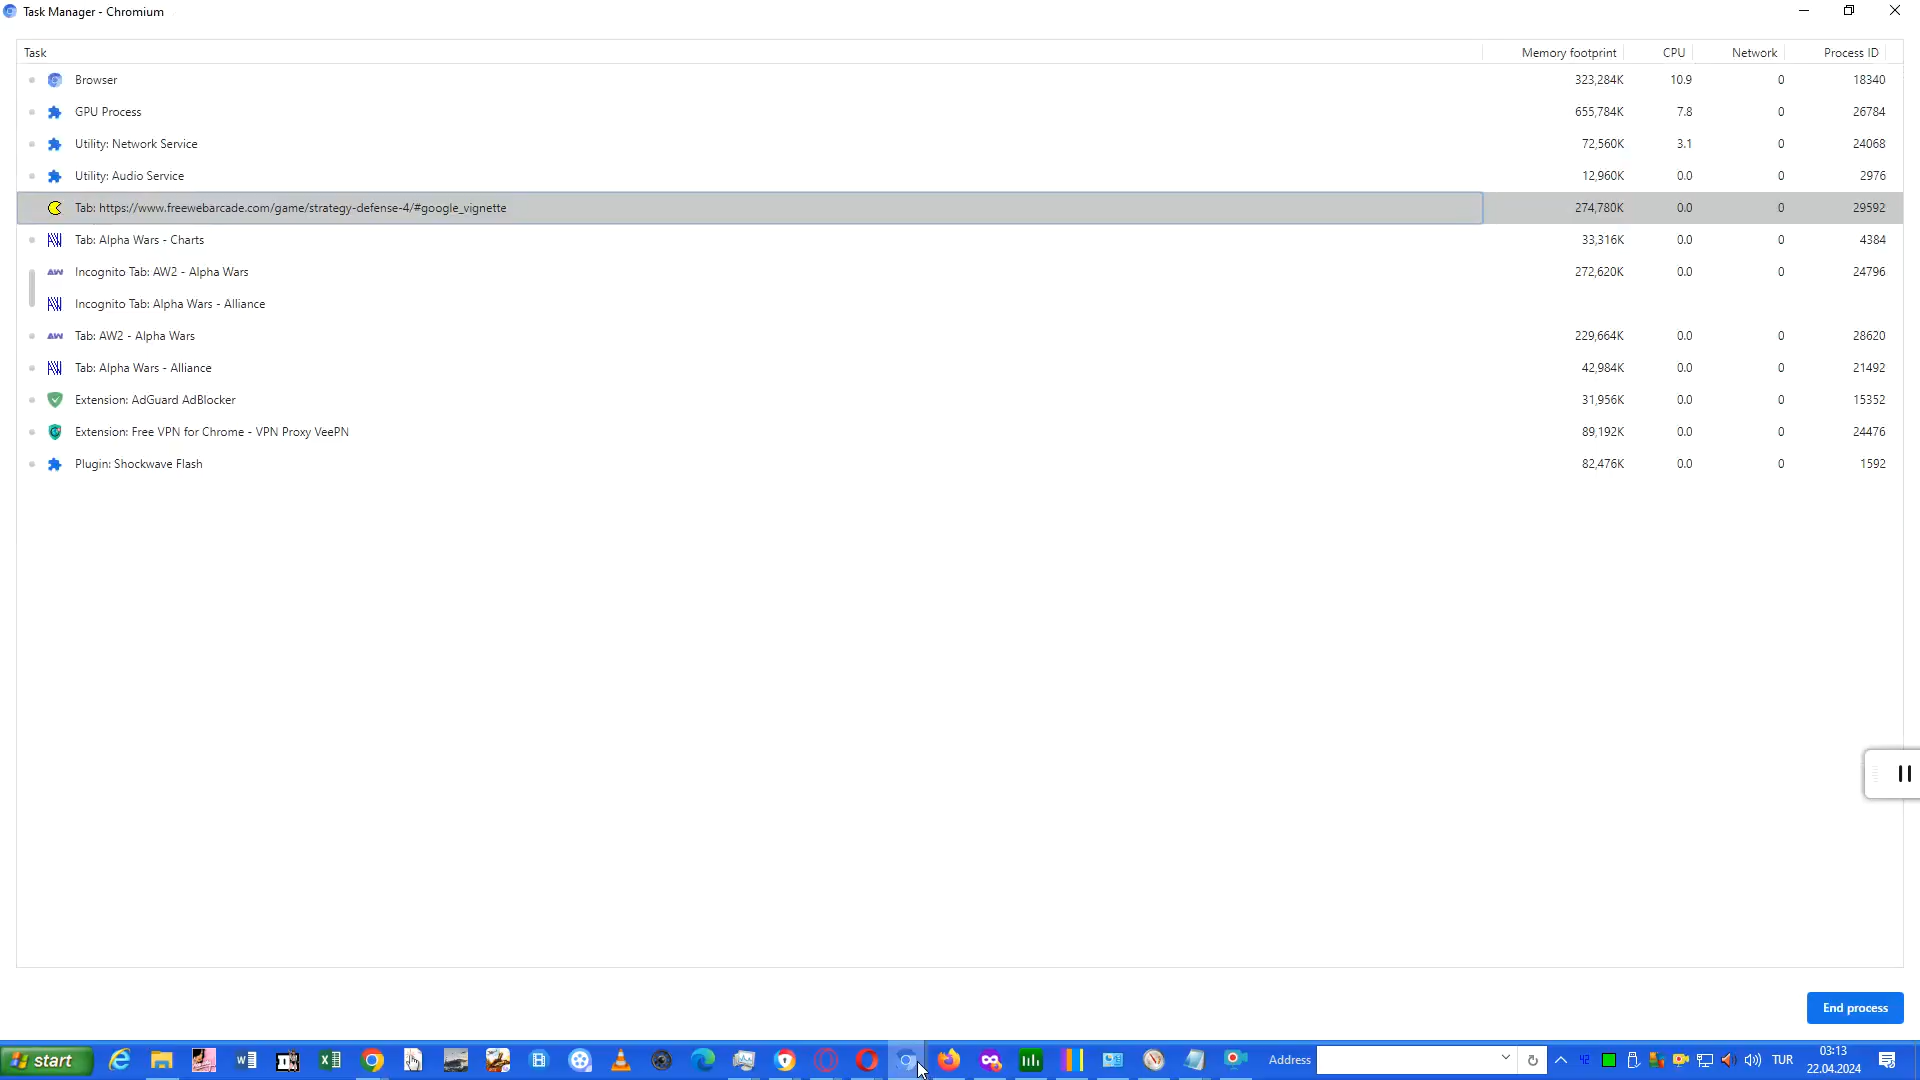 Task Manager - Chromium
Task Memory footprint CPU Network Process ID
Browser 323,284K 10.9 0 18340
GPU Process 655,784K 7.8 0 26784
Utility: Network Service 72,560K 3.1 0 24068
Utility: Audio Service 12,960K 0.0 0 2976
Tab: https://www.freewebarcade.com/game/strategy-defense-4/#google_vignette 274,780K 0.0 0 29592
Tab: Alpha Wars - Charts 33,316K 0.0 0 4384
Incognito Tab: AW2 - Alpha Wars 272,620K 0.0 0 24796
Incognito Tab: Alpha Wars - Alliance
Tab: AW2 - Alpha Wars 229,664K 0.0 0 28620
Tab: Alpha Wars - Alliance 42,984K 0.0 0 21492
Extension: AdGuard AdBlocker 31,956K 0.0 0 15352
Extension: Free VPN for Chrome - VPN Proxy VeePN 89,192K 0.0 0 24476
Plugin: Shockwave Flash 82,476K 0.0 0 1592
End process
start Address 42 TUR 03:13
22.04.2024